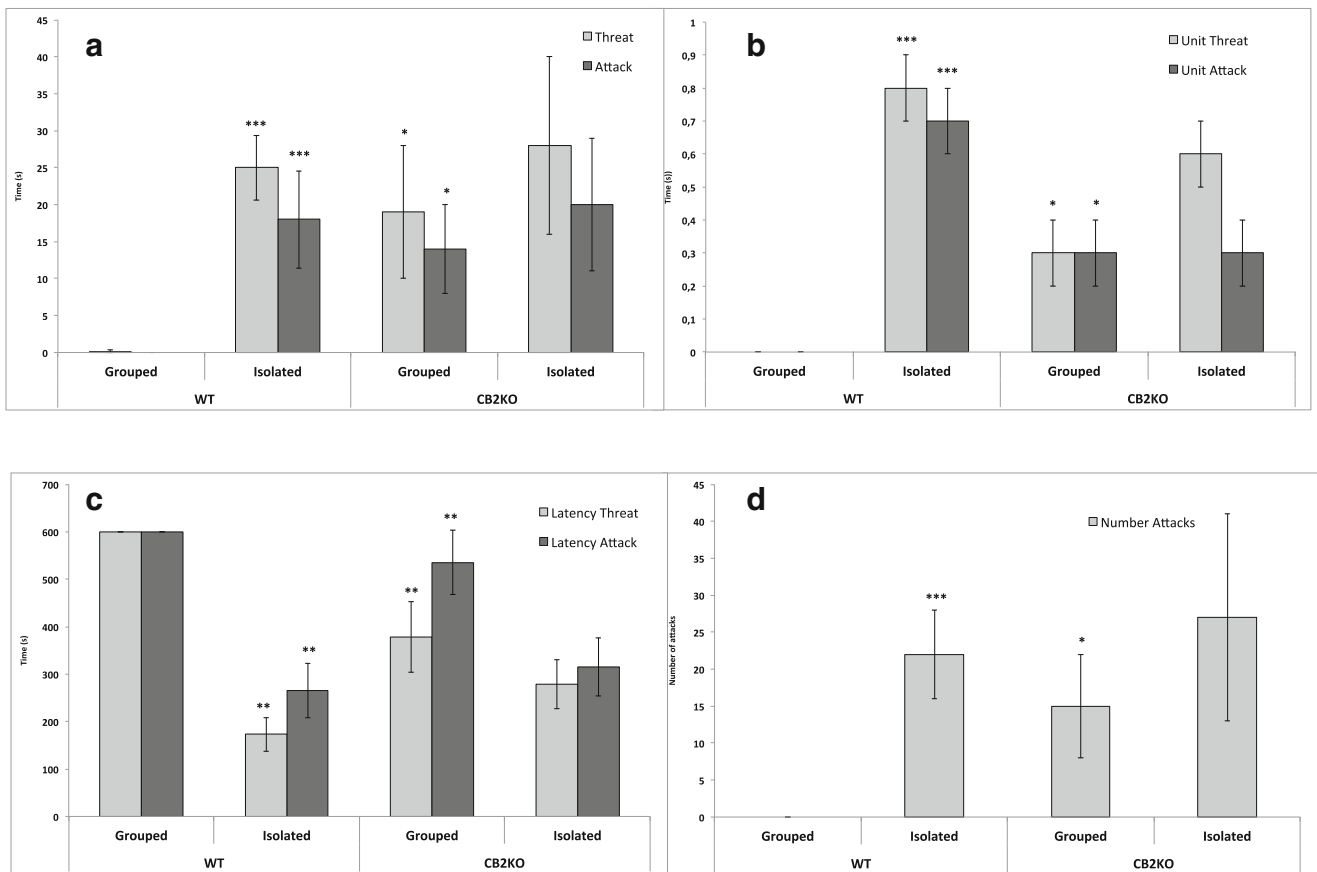 a
Threat
Attack
Time (s)
45
40
35
30
25
20
15
10
5
0
***
***
*
*
Grouped
Isolated
Grouped
Isolated
WT
CB2KO
b
Unit Threat
Unit Attack
Time (s))
1
0,9
0,8
0,7
0,6
0,5
0,4
0,3
0,2
0,1
0
***
***
*
*
Grouped
Isolated
Grouped
Isolated
WT
CB2KO
c
Latency Threat
Latency Attack
Time (s)
700
600
500
400
300
200
100
0
**
**
**
**
Grouped
Isolated
Grouped
Isolated
WT
CB2KO
d
Number Attacks
Number of attacks
45
40
35
30
25
20
15
10
5
0
***
*
Grouped
Isolated
Grouped
Isolated
WT
CB2KO